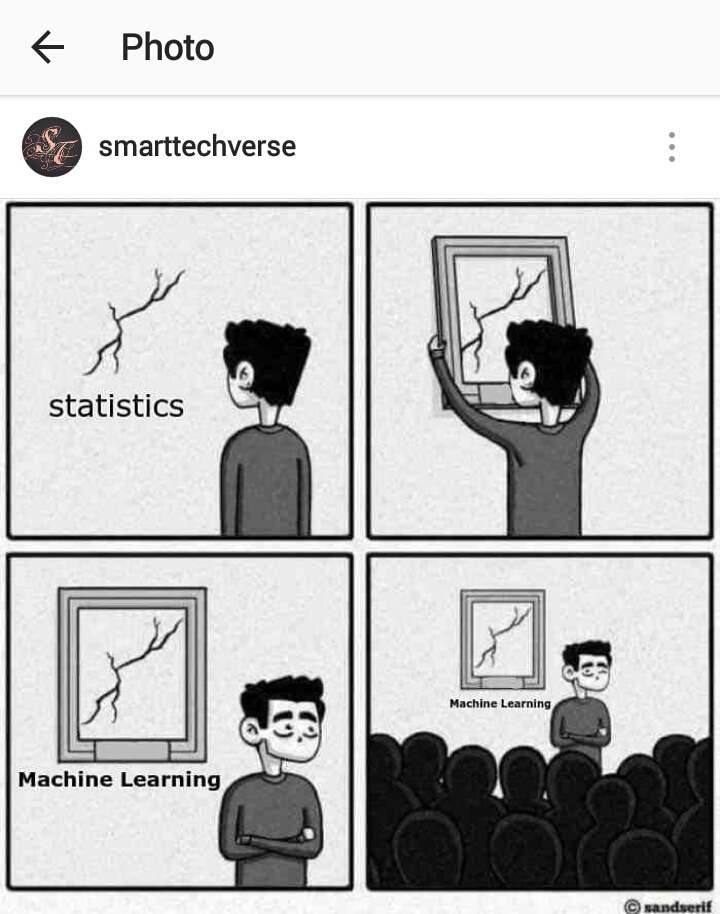 Photo
smarttechverse
statistics
Machine Learning
Machine Learning
© sandserif